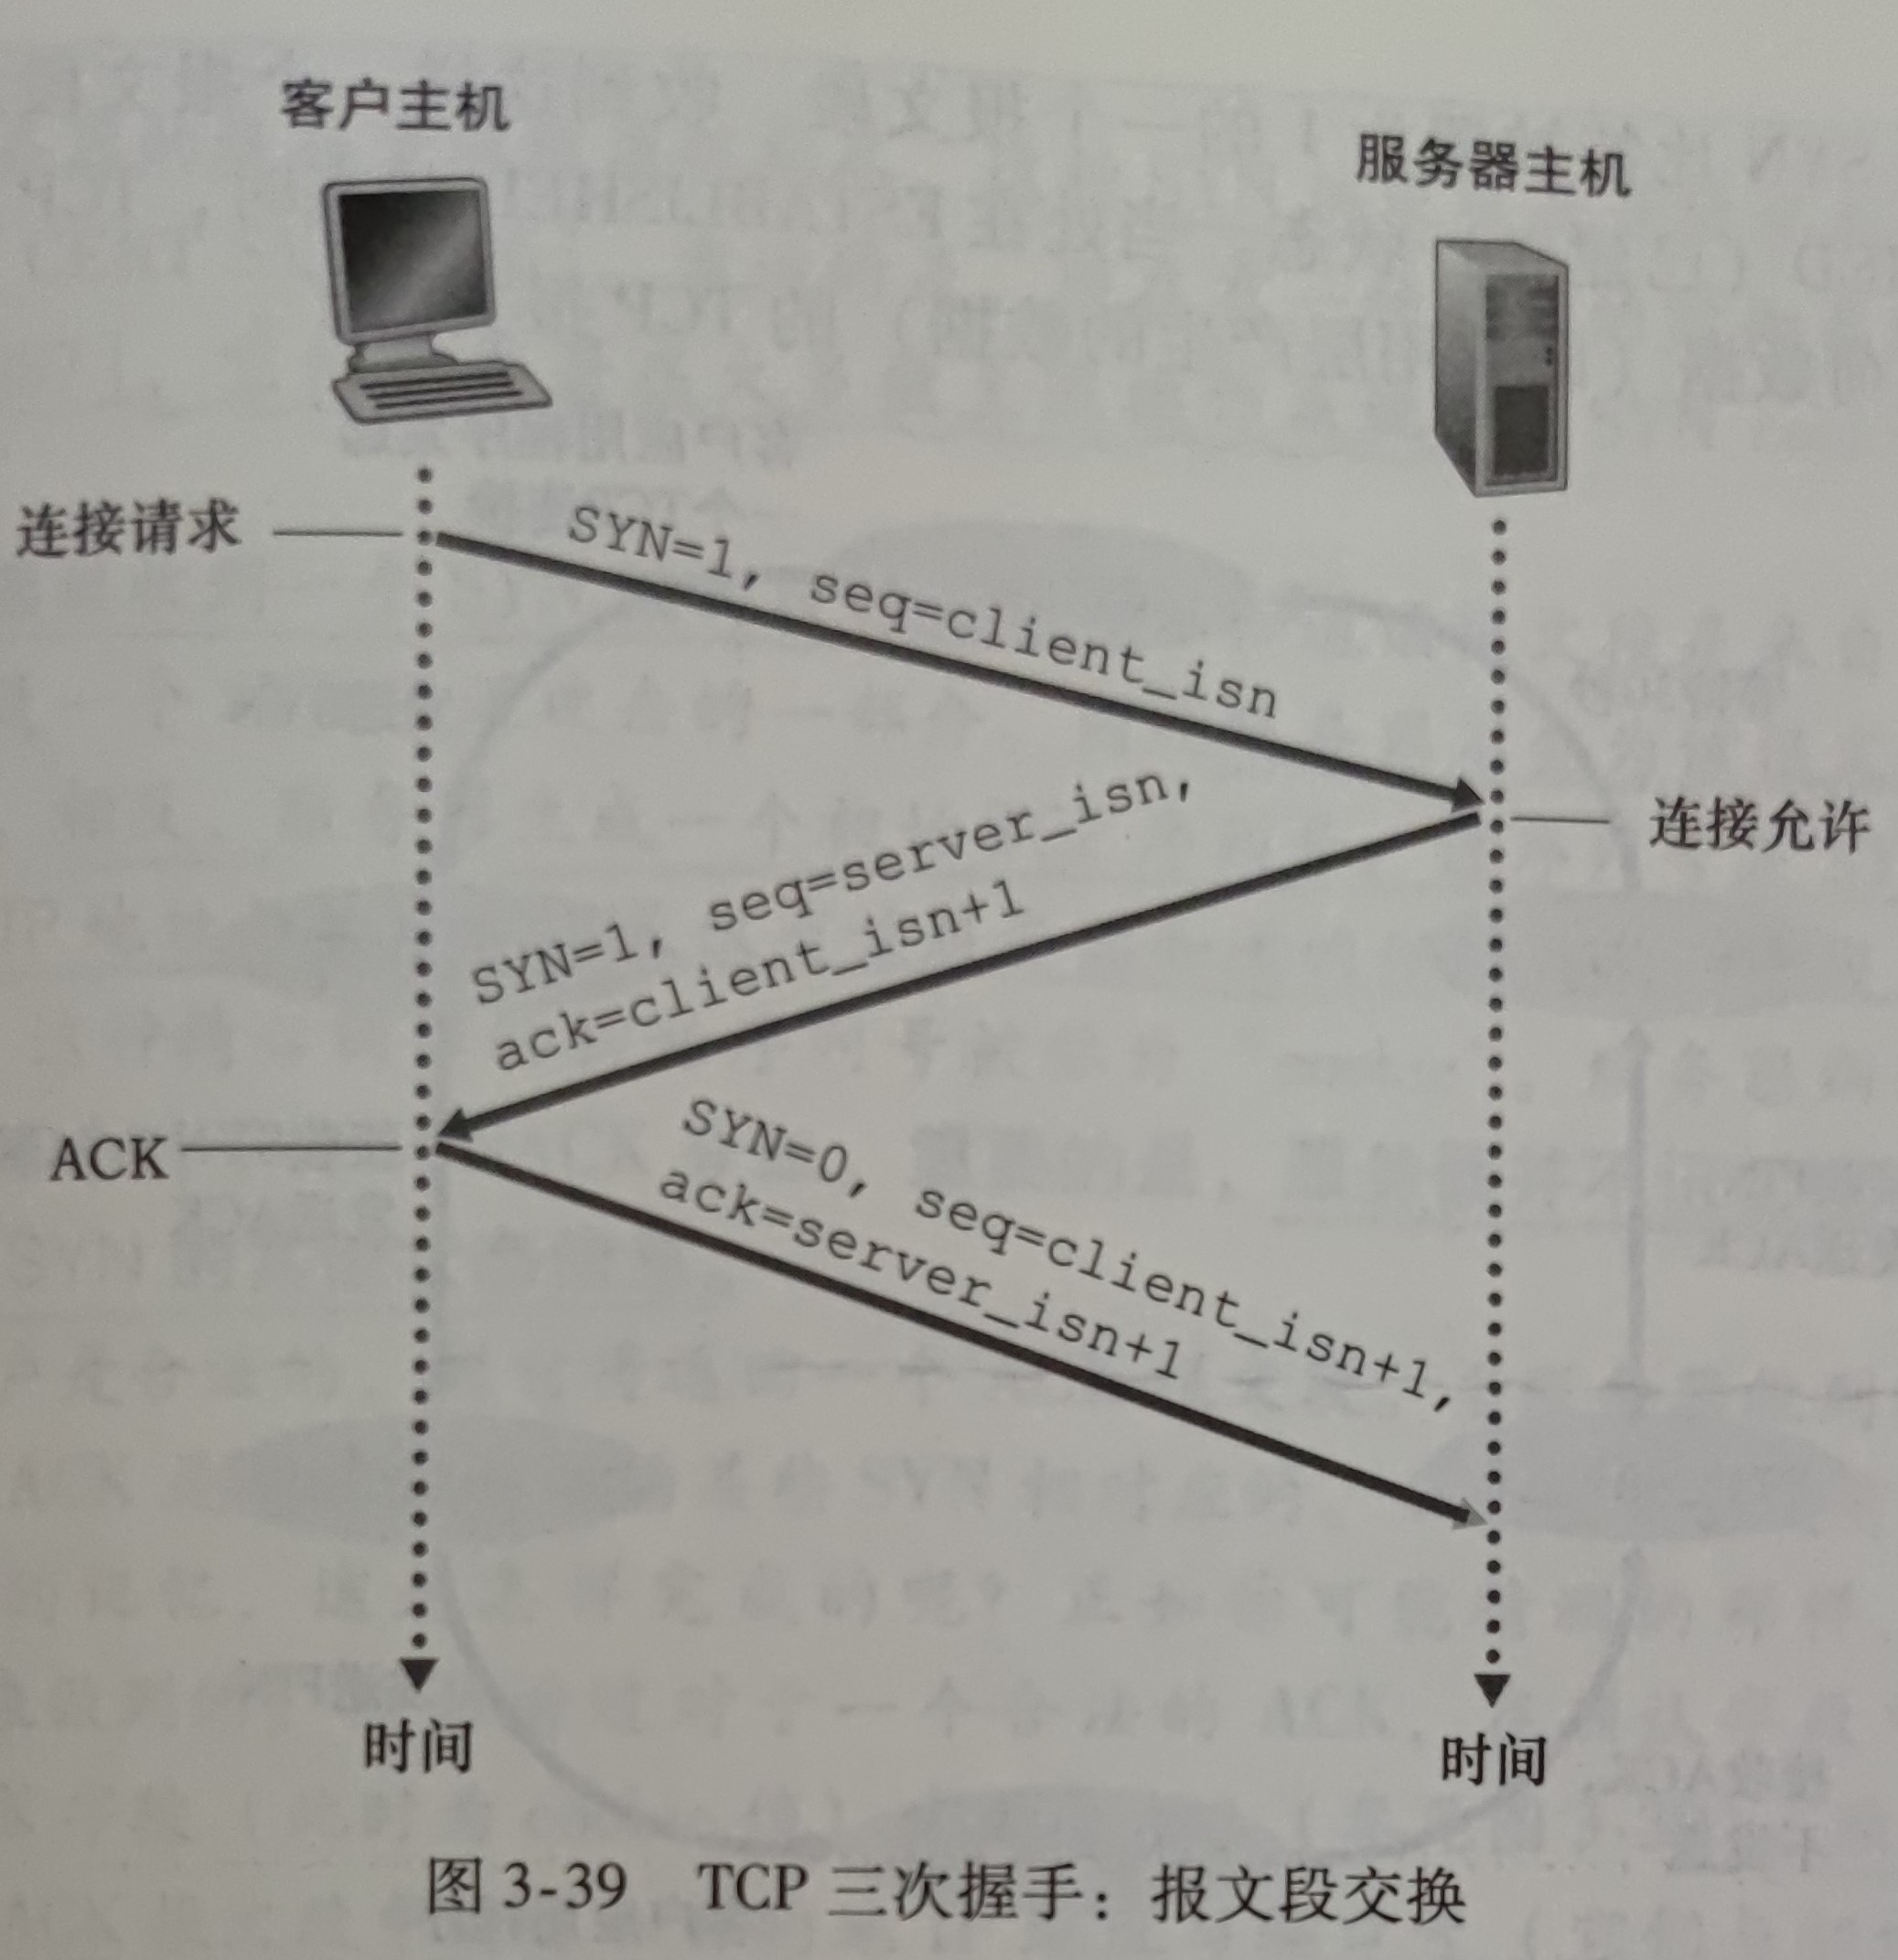 客户主机
服务器主机
连接请求
SYN=1, seq=client_isn
连接允许
SYN=1, seq=server_isn,
ack=client_isn+1
ACK
SYN=0, seq=client_isn+1,
ack=server_isn+1
时间
时间
图 3-39 TCP 三次握手：报文段交换